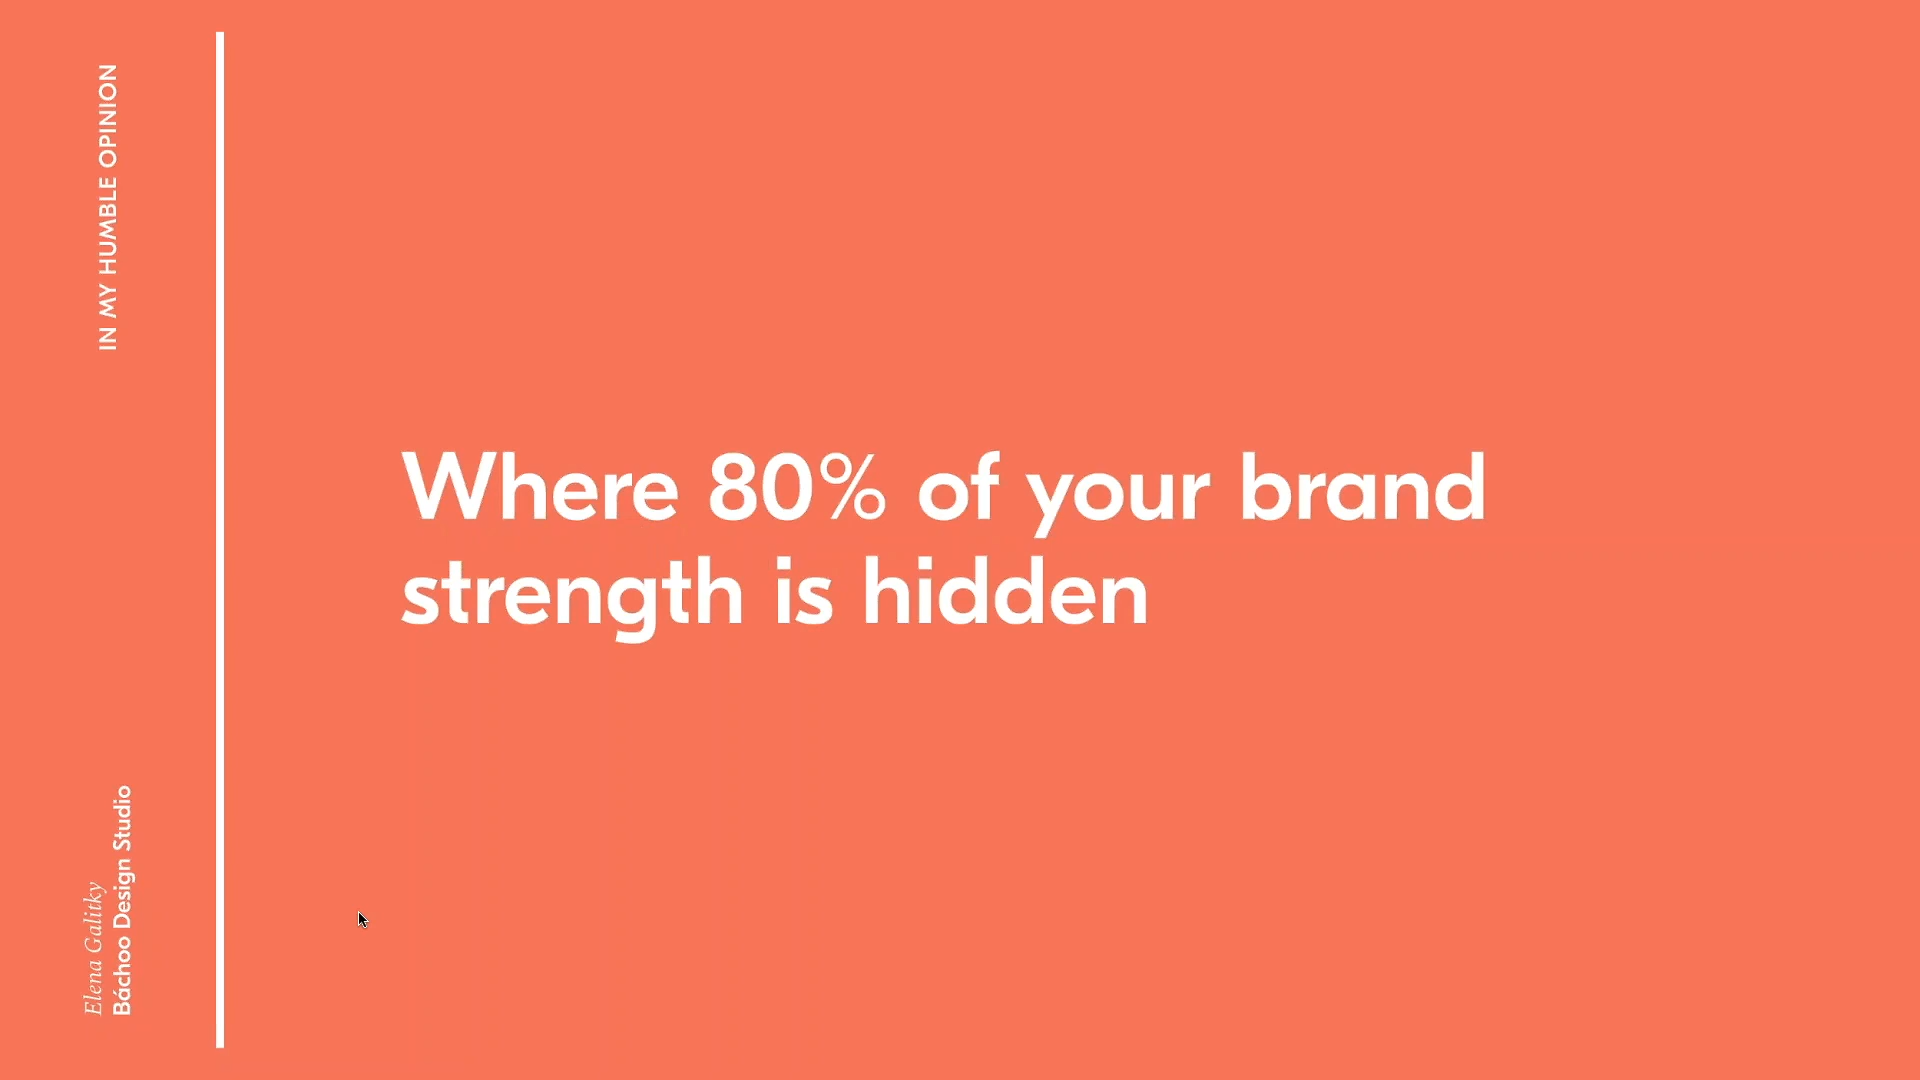 IN MY HUMBLE OPINION
Where 80% of your brand
strength is hidden
Elena Galitky
Báchoo Design Studio